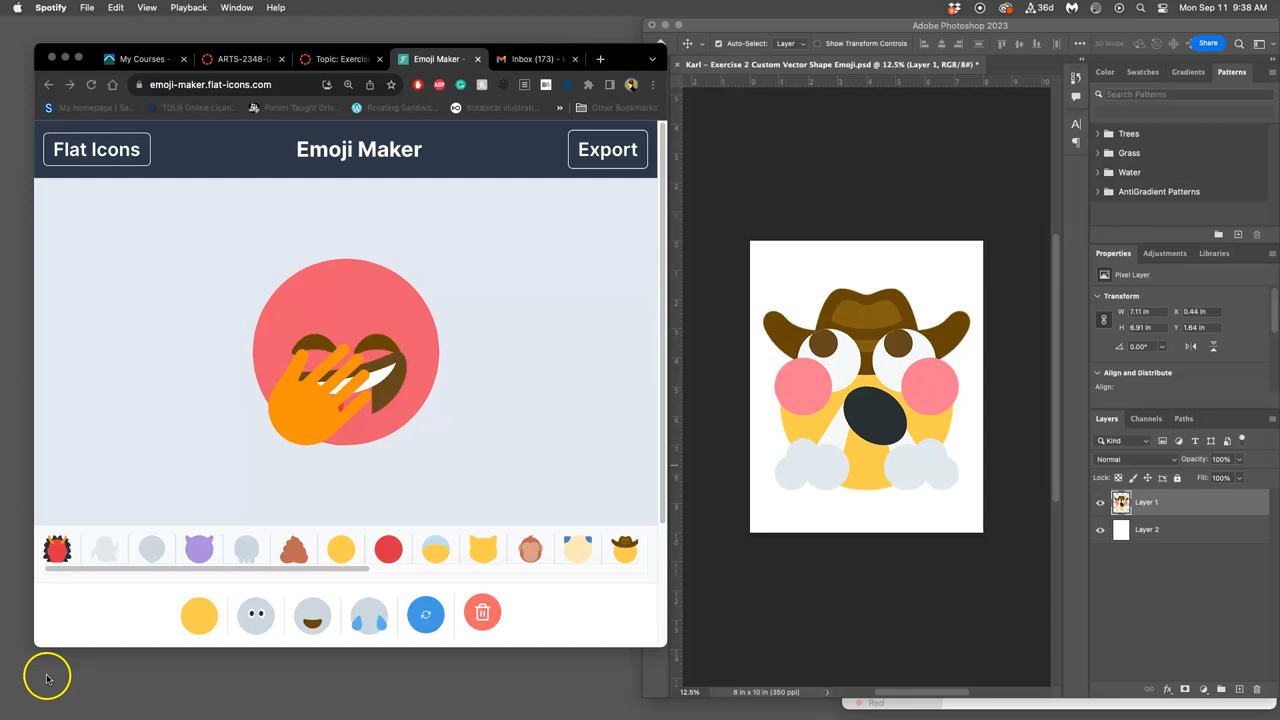 Spotify File Edit View Playback Window Help
36d
Mon Sep 11 9:38 AM
My Courses -
ARTS-2348-0
Topic: Exercise
Emoji Maker -
Inbox (173) -
emoji-maker.flat-icons.com
My homepage | Sa...
TDLR Online Licen...
Parent Taught Driv...
Rotating Sandwic...
botanical illustrati...
Other Bookmarks
Flat Icons
Emoji Maker
Export
Adobe Photoshop 2023
Auto-Select: Layer
Show Transform Controls
3D Mode:
Share
Karl – Exercise 2 Custom Vector Shape Emoji.psd @ 12.5% (Layer 1, RGB/8#) *
Color Swatches Gradients Patterns
Search Patterns
Trees
Grass
Water
AntiGradient Patterns
Properties Adjustments Libraries
Pixel Layer
Transform
W 7.11 in X 0.44 in
H 6.91 in Y 1.64 in
0.00°
Align and Distribute
Align:
Layers Channels Paths
Kind
Normal Opacity: 100%
Lock: Fill: 100%
Layer 1
Layer 2
12.5% 8 in x 10 in (350 ppi)
Red